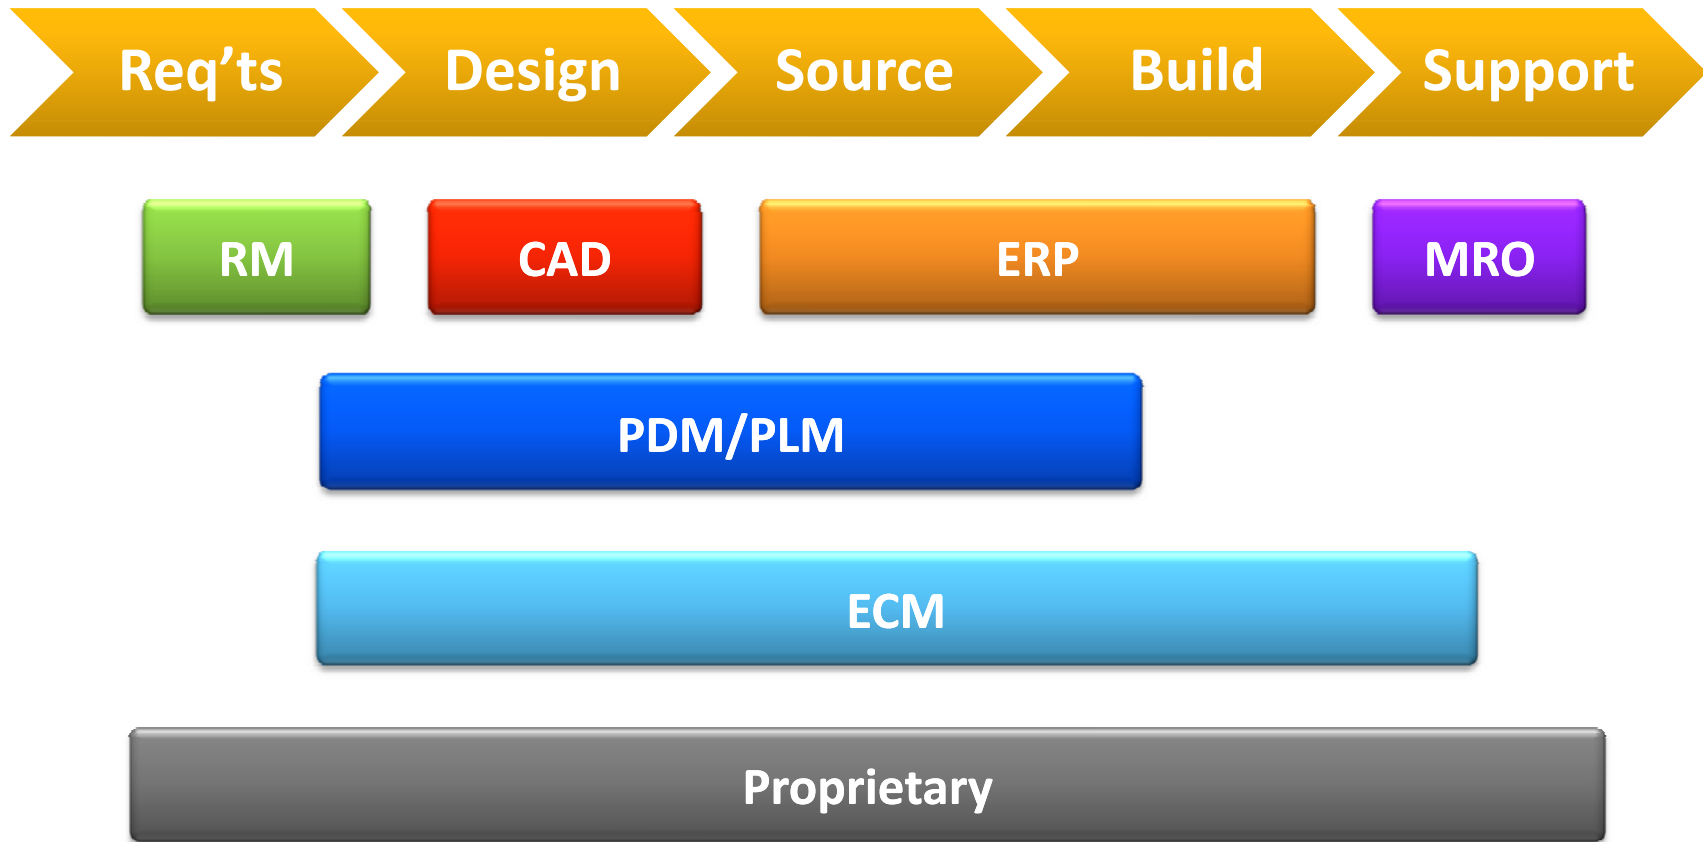 Req’ts Design Source Build Support
RM CAD ERP MRO
PDM/PLM
ECM
Proprietary